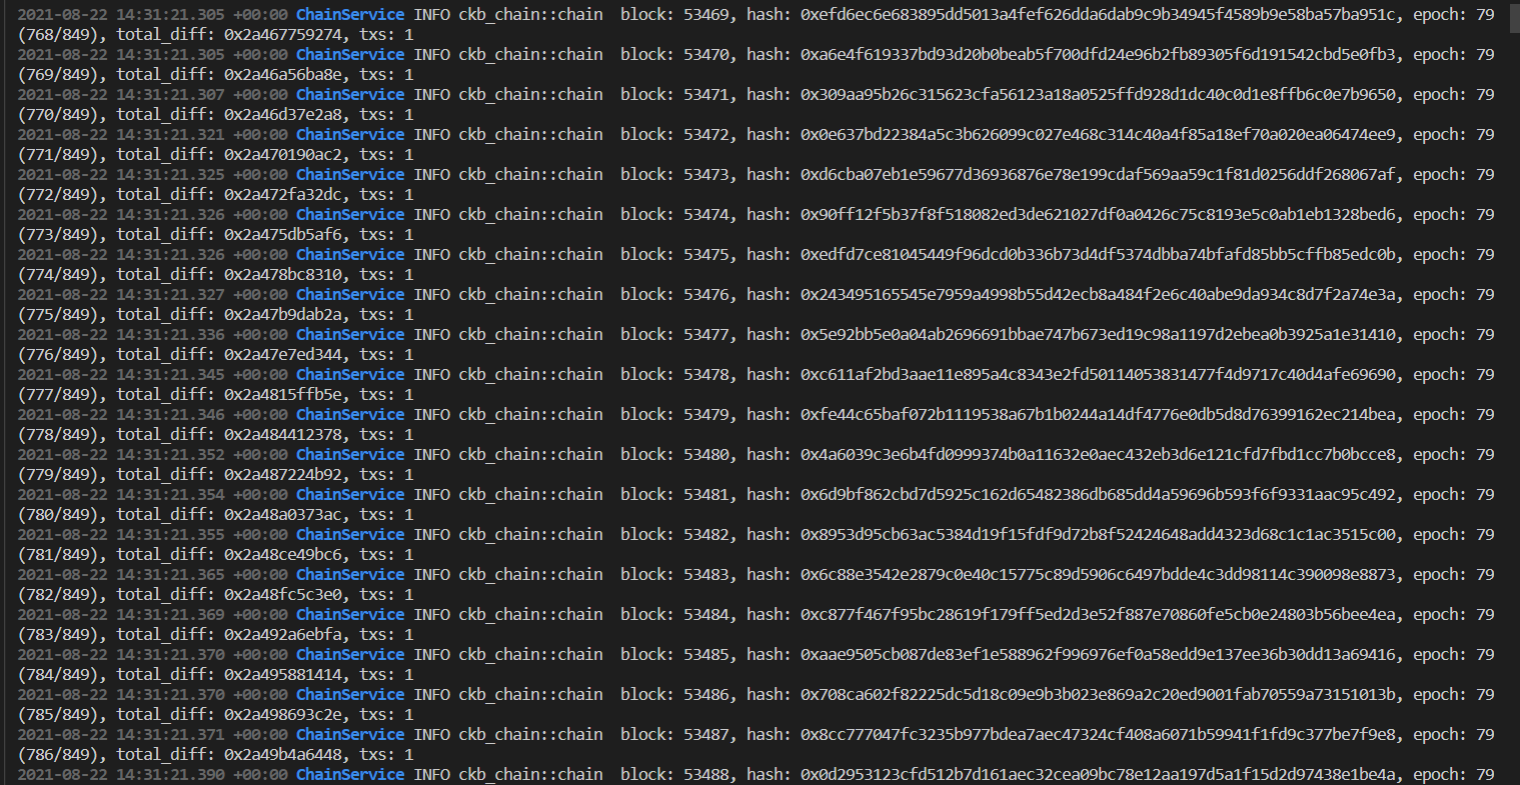 2021-08-22 14:31:21.305 +00:00 ChainService INFO ckb_chain::chain  block: 53469, hash: 0xefd6ec6e683895dd5013a4fef626dda6dab9c9b34945f4589b9e58ba57ba951c, epoch: 79
(768/849), total_diff: 0x2a467759274, txs: 1
2021-08-22 14:31:21.305 +00:00 ChainService INFO ckb_chain::chain  block: 53470, hash: 0xa6e4f619337bd93d20b0beab5f700dfd24e96b2fb89305f6d191542cbd5e0fb3, epoch: 79
(769/849), total_diff: 0x2a46a56ba8e, txs: 1
2021-08-22 14:31:21.307 +00:00 ChainService INFO ckb_chain::chain  block: 53471, hash: 0x309aa95b26c315623cfa56123a18a0525ffd928d1dc40c0d1e8ffb6c0e7b9650, epoch: 79
(770/849), total_diff: 0x2a46d37e2a8, txs: 1
2021-08-22 14:31:21.321 +00:00 ChainService INFO ckb_chain::chain  block: 53472, hash: 0x0e637bd22384a5c3b626099c027e468c314c40a4f85a18ef70a020ea06474ee9, epoch: 79
(771/849), total_diff: 0x2a470190ac2, txs: 1
2021-08-22 14:31:21.325 +00:00 ChainService INFO ckb_chain::chain  block: 53473, hash: 0xd6cba07eb1e59677d36936876e78e199cdaf569aa59c1f81d0256ddf268067af, epoch: 79
(772/849), total_diff: 0x2a472fa32dc, txs: 1
2021-08-22 14:31:21.326 +00:00 ChainService INFO ckb_chain::chain  block: 53474, hash: 0x90ff12f5b37f8f518082ed3de621027df0a0426c75c8193e5c0ab1eb1328bed6, epoch: 79
(773/849), total_diff: 0x2a475db5af6, txs: 1
2021-08-22 14:31:21.326 +00:00 ChainService INFO ckb_chain::chain  block: 53475, hash: 0xedfd7ce81045449f96dcd0b336b73d4df5374dbba74bfafd85bb5cffb85edc0b, epoch: 79
(774/849), total_diff: 0x2a478bc8310, txs: 1
2021-08-22 14:31:21.327 +00:00 ChainService INFO ckb_chain::chain  block: 53476, hash: 0x243495165545e7959a4998b55d42ecb8a484f2e6c40abe9da934c8d7f2a74e3a, epoch: 79
(775/849), total_diff: 0x2a47b9dab2a, txs: 1
2021-08-22 14:31:21.336 +00:00 ChainService INFO ckb_chain::chain  block: 53477, hash: 0x5e92bb5e0a04ab2696691bbae747b673ed19c98a1197d2ebea0b3925a1e31410, epoch: 79
(776/849), total_diff: 0x2a47e7ed344, txs: 1
2021-08-22 14:31:21.345 +00:00 ChainService INFO ckb_chain::chain  block: 53478, hash: 0xc611af2bd3aae11e895a4c8343e2fd50114053831477f4d9717c40d4afe69690, epoch: 79
(777/849), total_diff: 0x2a4815ffb5e, txs: 1
2021-08-22 14:31:21.346 +00:00 ChainService INFO ckb_chain::chain  block: 53479, hash: 0xfe44c65baf072b1119538a67b1b0244a14df4776e0db5d8d76399162ec214bea, epoch: 79
(778/849), total_diff: 0x2a484412378, txs: 1
2021-08-22 14:31:21.352 +00:00 ChainService INFO ckb_chain::chain  block: 53480, hash: 0x4a6039c3e6b4fd0999374b0a11632e0aec432eb3d6e121cfd7fbd1cc7b0bcce8, epoch: 79
(779/849), total_diff: 0x2a487224b92, txs: 1
2021-08-22 14:31:21.354 +00:00 ChainService INFO ckb_chain::chain  block: 53481, hash: 0x6d9bf862cbd7d5925c162d65482386db685dd4a59696b593f6f9331aac95c492, epoch: 79
(780/849), total_diff: 0x2a48a0373ac, txs: 1
2021-08-22 14:31:21.355 +00:00 ChainService INFO ckb_chain::chain  block: 53482, hash: 0x8953d95cb63ac5384d19f15fdf9d72b8f52424648add4323d68c1c1ac3515c00, epoch: 79
(781/849), total_diff: 0x2a48ce49bc6, txs: 1
2021-08-22 14:31:21.365 +00:00 ChainService INFO ckb_chain::chain  block: 53483, hash: 0x6c88e3542e2879c0e40c15775c89d5906c6497bdde4c3dd98114c390098e8873, epoch: 79
(782/849), total_diff: 0x2a48fc5c3e0, txs: 1
2021-08-22 14:31:21.369 +00:00 ChainService INFO ckb_chain::chain  block: 53484, hash: 0xc877f467f95bc28619f179ff5ed2d3e52f887e70860fe5cb0e24803b56bee4ea, epoch: 79
(783/849), total_diff: 0x2a492a6ebfa, txs: 1
2021-08-22 14:31:21.370 +00:00 ChainService INFO ckb_chain::chain  block: 53485, hash: 0xaae9505cb087de83ef1e588962f996976ef0a58edd9e137ee36b30dd13a69416, epoch: 79
(784/849), total_diff: 0x2a495881414, txs: 1
2021-08-22 14:31:21.370 +00:00 ChainService INFO ckb_chain::chain  block: 53486, hash: 0x708ca602f82225dc5d18c09e9b3b023e869a2c20ed9001fab70559a73151013b, epoch: 79
(785/849), total_diff: 0x2a498693c2e, txs: 1
2021-08-22 14:31:21.371 +00:00 ChainService INFO ckb_chain::chain  block: 53487, hash: 0x8cc777047fc3235b977bdea7aec47324cf408a6071b59941f1fd9c377be7f9e8, epoch: 79
(786/849), total_diff: 0x2a49b4a6448, txs: 1
2021-08-22 14:31:21.390 +00:00 ChainService INFO ckb_chain::chain  block: 53488, hash: 0x0d2953123cfd512b7d161aec32cea09bc78e12aa197d5a1f15d2d97438e1be4a, epoch: 79